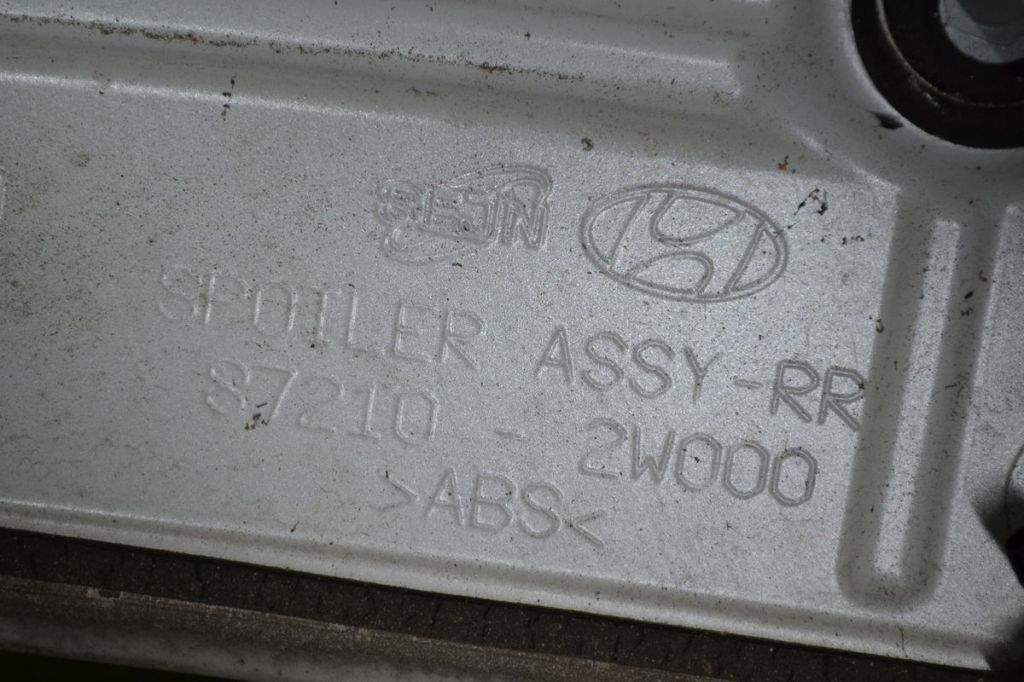 SEJIN
SPOILER ASSY-RR
87210 - 2W000
>ABS<